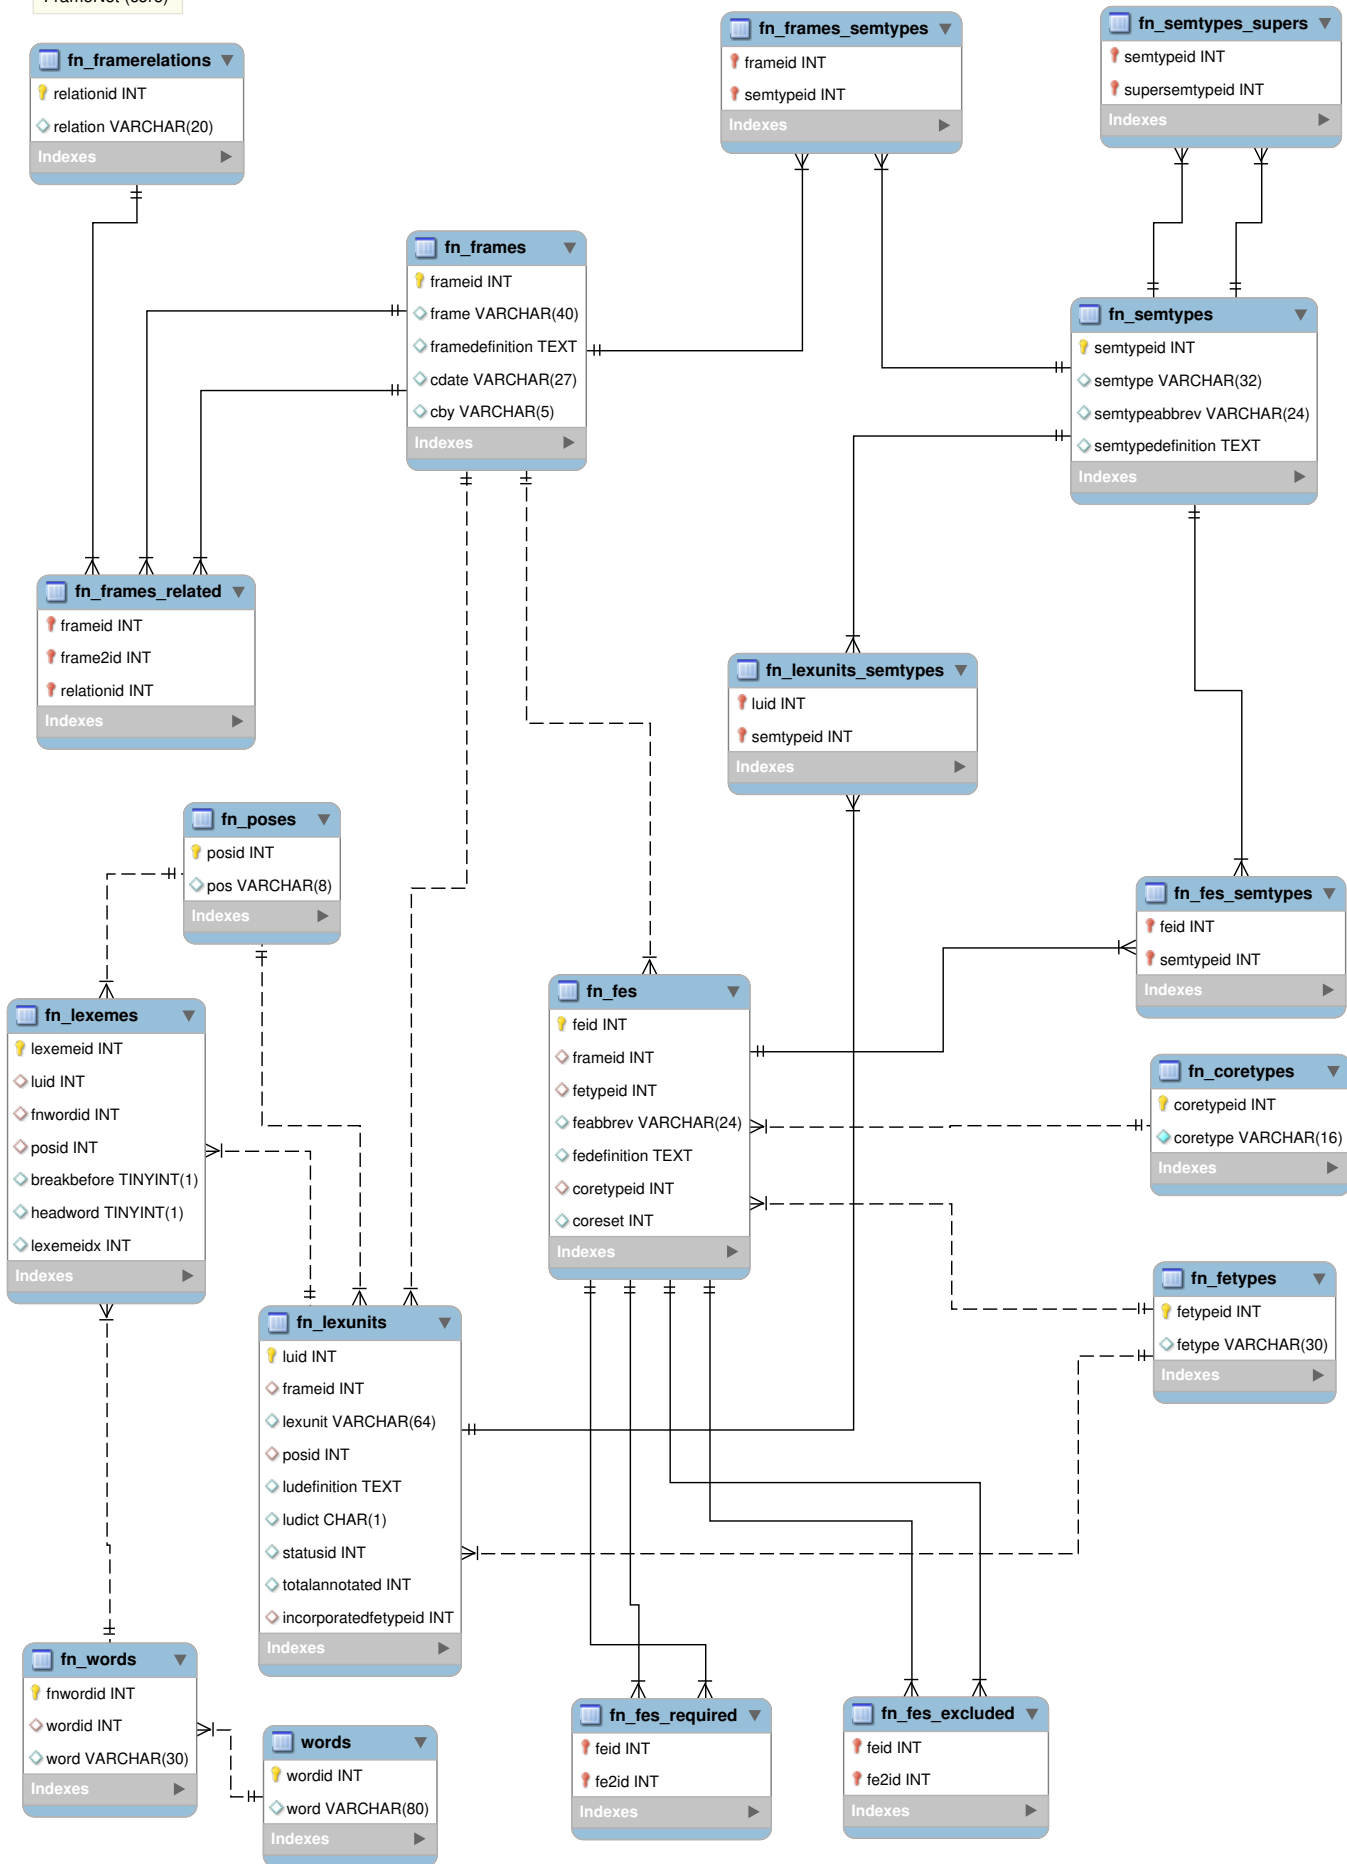 FrameNet (core)
fn_framerelations
relationid INT
relation VARCHAR(20)
Indexes
fn_frames_semtypes
frameid INT
semtypeid INT
Indexes
fn_semtypes_supers
semtypeid INT
supersemtypeid INT
Indexes
fn_frames
frameid INT
frame VARCHAR(40)
framedefinition TEXT
cdate VARCHAR(27)
cby VARCHAR(5)
Indexes
fn_semtypes
semtypeid INT
semtype VARCHAR(32)
semtypeabbrev VARCHAR(24)
semtypedefinition TEXT
Indexes
fn_frames_related
frameid INT
frame2id INT
relationid INT
Indexes
fn_lexunits_semtypes
luid INT
semtypeid INT
Indexes
fn_poses
posid INT
pos VARCHAR(8)
Indexes
fn_fes_semtypes
feid INT
semtypeid INT
Indexes
fn_lexemes
lexemeid INT
luid INT
fnwordid INT
posid INT
breakbefore TINYINT(1)
headword TINYINT(1)
lexemeidx INT
Indexes
fn_fes
feid INT
frameid INT
fetypeid INT
feabbrev VARCHAR(24)
fedefinition TEXT
coretypeid INT
coreset INT
Indexes
fn_coretypes
coretypeid INT
coretype VARCHAR(16)
Indexes
fn_fetypes
fetypeid INT
fetype VARCHAR(30)
Indexes
fn_lexunits
luid INT
frameid INT
lexunit VARCHAR(64)
posid INT
ludefinition TEXT
ludict CHAR(1)
statusid INT
totalannotated INT
incorporatedfetypeid INT
Indexes
fn_words
fnwordid INT
wordid INT
word VARCHAR(30)
Indexes
words
wordid INT
word VARCHAR(80)
Indexes
fn_fes_required
feid INT
fe2id INT
Indexes
fn_fes_excluded
feid INT
fe2id INT
Indexes